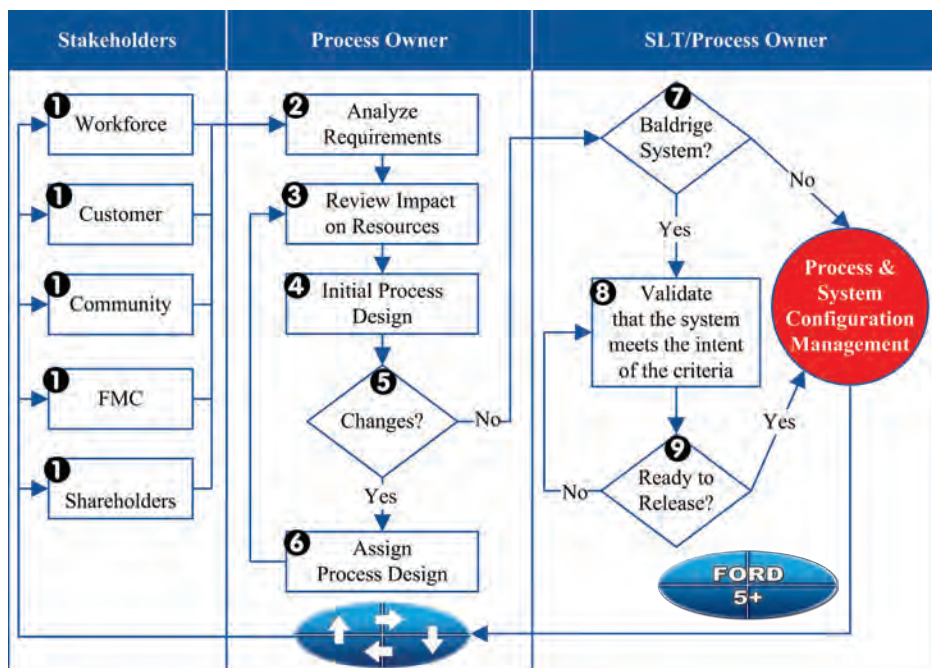 Stakeholders
Process Owner
SLT/Process Owner
1
Workforce
1
Customer
1
Community
1
FMC
1
Shareholders
2
Analyze
Requirements
3
Review Impact
on Resources
4
Initial Process
Design
5
Changes?
No
Yes
6
Assign
Process Design
7
Baldrige
System?
No
Yes
8
Validate
that the system
meets the intent
of the criteria
9
Ready to
Release?
No
Yes
Process &
System
Configuration
Management
FORD
5+